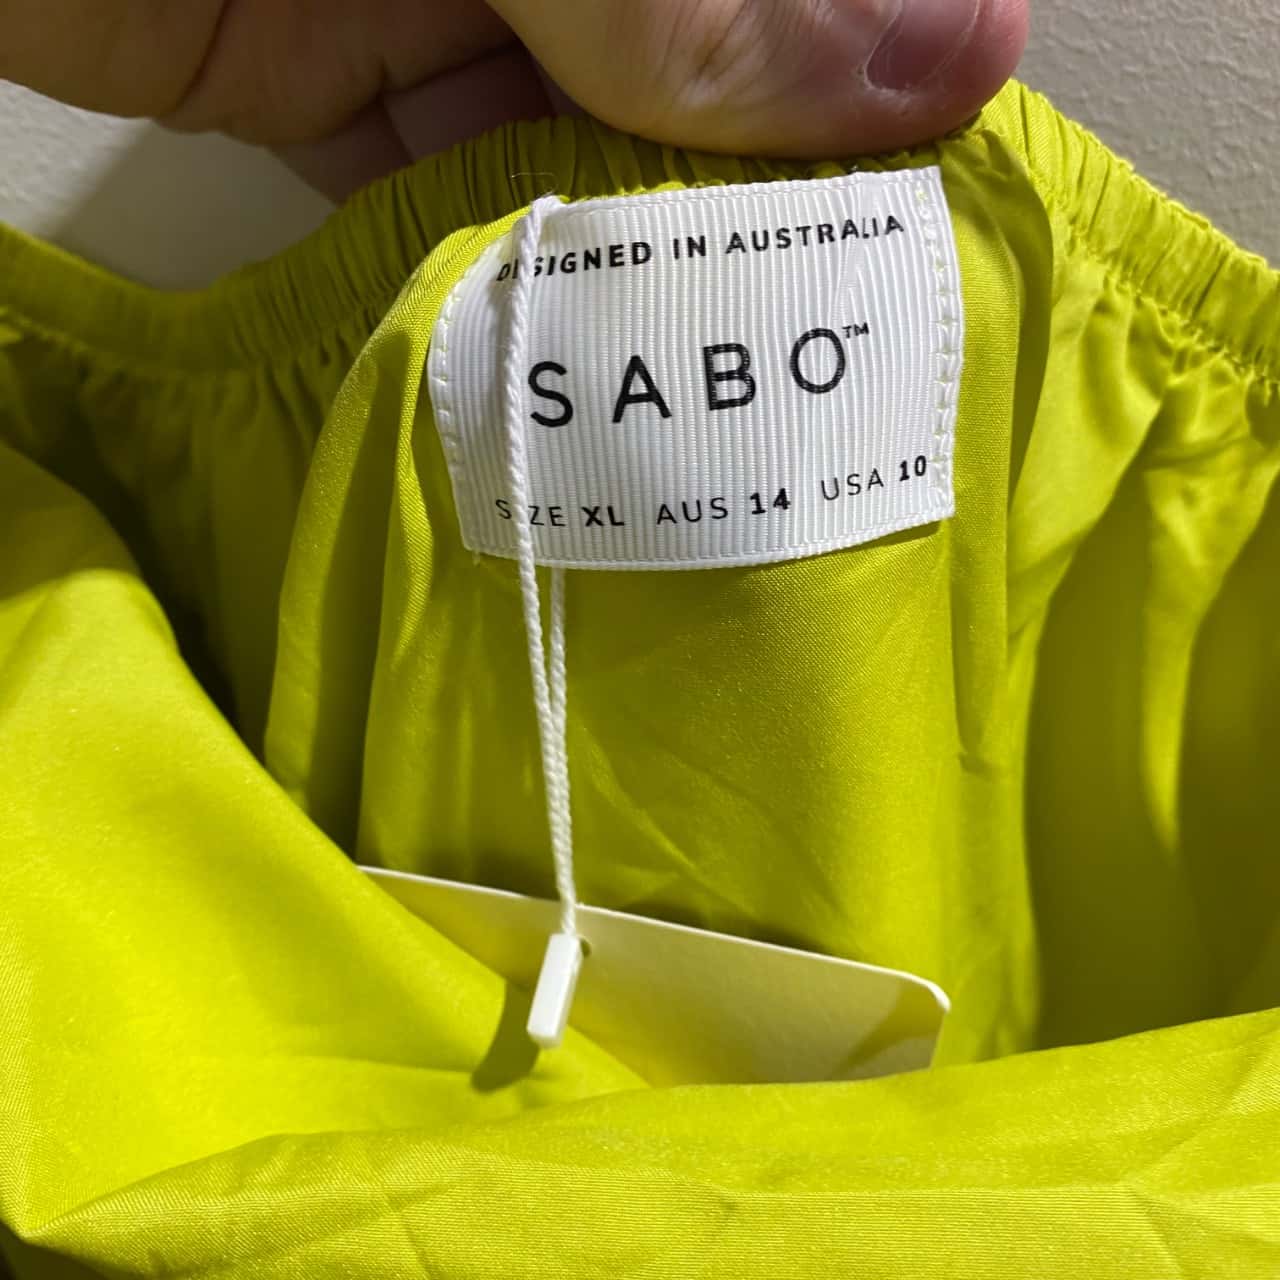 DESIGNED IN AUSTRALIA
SABO™
SIZE XL AUS 14 USA 10